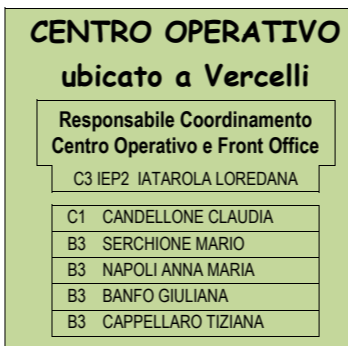 CENTRO OPERATIVO
ubicato a Vercelli
Responsabile Coordinamento
Centro Operativo e Front Office
C3 IEP2 IATAROLA LOREDANA
C1 CANDELLONE CLAUDIA
B3 SERCHIONE MARIO
B3 NAPOLI ANNA MARIA
B3 BANFO GIULIANA
B3 CAPPELLARO TIZIANA